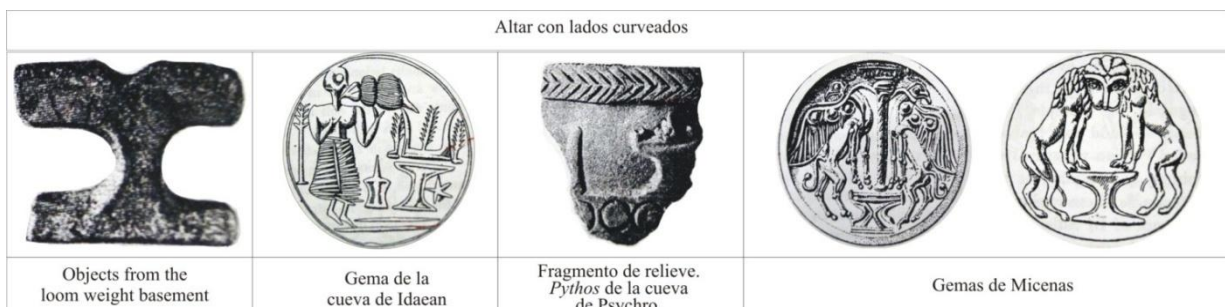 Altar con lados curveados
Objects from the
loom weight basement
Gema de la
cueva de Idaean
Fragmento de relieve.
Pythos de la cueva
de Psychro
Gemas de Micenas